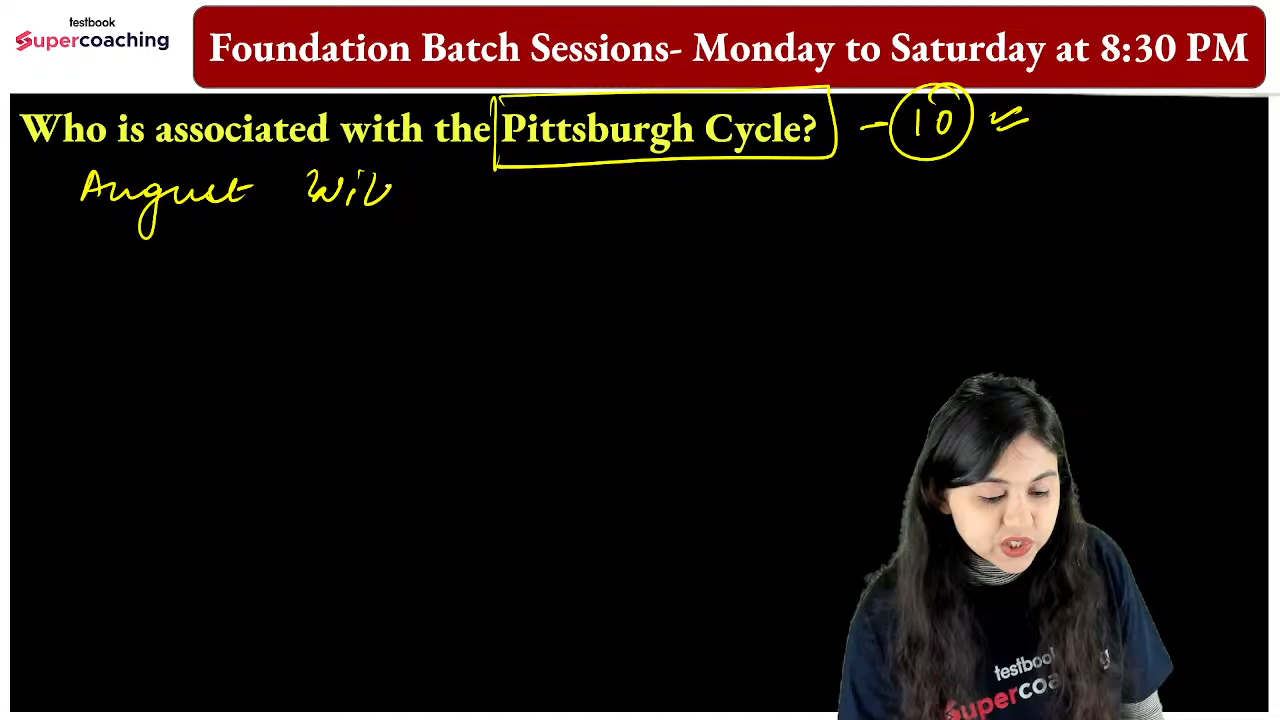 testbook
Supercoaching
Foundation Batch Sessions- Monday to Saturday at 8:30 PM
Who is associated with the Pittsburgh Cycle? - 10
August Wil
testbook
Superco